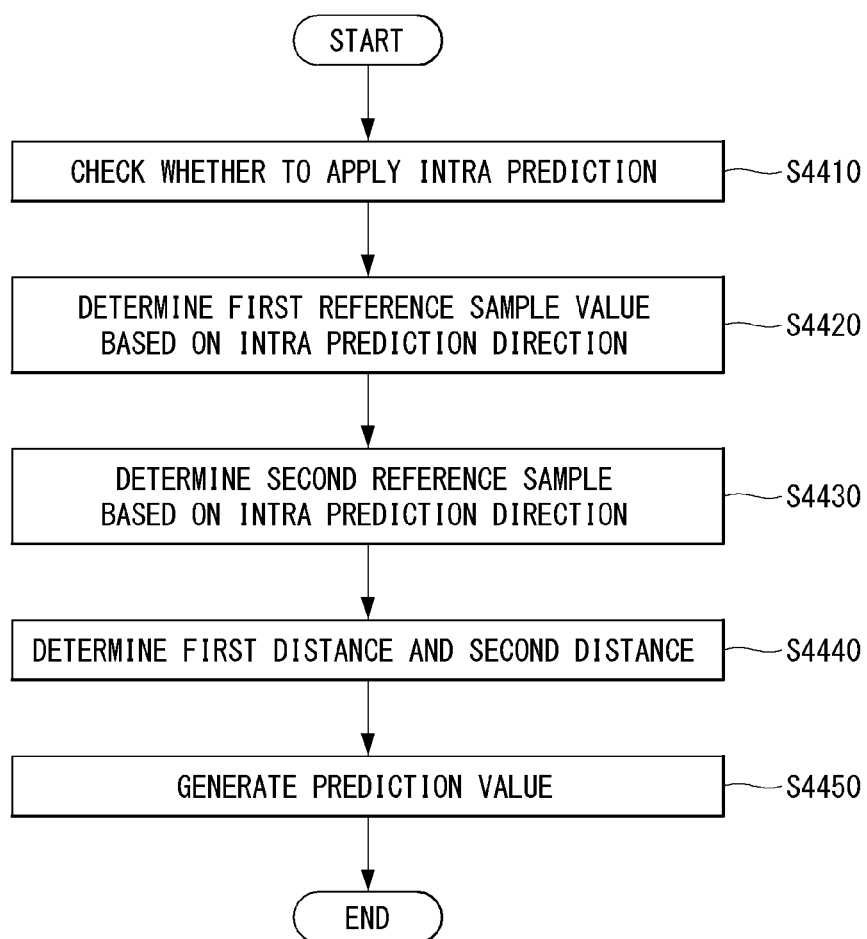 START
CHECK WHETHER TO APPLY INTRA PREDICTION
S4410
DETERMINE FIRST REFERENCE SAMPLE VALUE
BASED ON INTRA PREDICTION DIRECTION
S4420
DETERMINE SECOND REFERENCE SAMPLE
BASED ON INTRA PREDICTION DIRECTION
S4430
DETERMINE FIRST DISTANCE AND SECOND DISTANCE
S4440
GENERATE PREDICTION VALUE
S4450
END